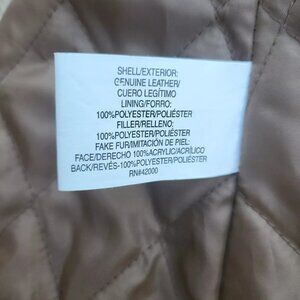 SHELL/EXTERIOR:
GENUINE LEATHER/
CUERO LEGÍTIMO
LINING/FORRO:
100%POLYESTER/POLIÉSTER
FILLER/RELLENO:
100%POLYESTER/POLIÉSTER
FAKE FUR/IMITACIÓN DE PIEL:
FACE/DERECHO 100%ACRYLIC/ACRÍLICO
BACK/REVÉS-100%POLYESTER/POLIÉSTER
RN#42000